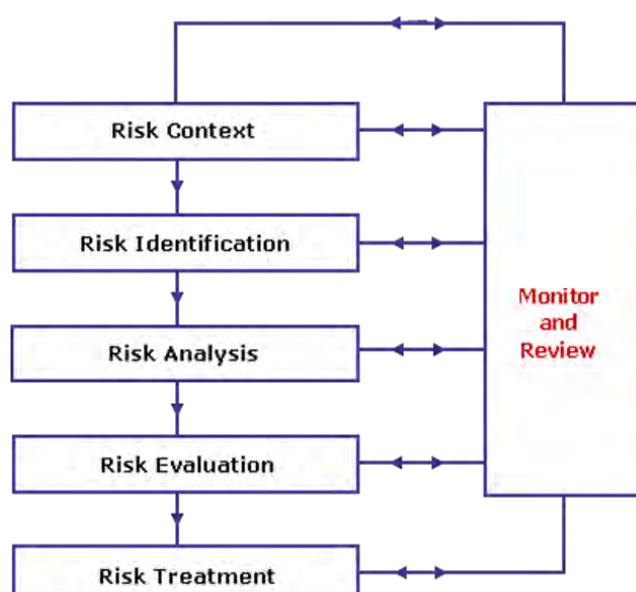 Risk Context
Risk Identification
Risk Analysis
Risk Evaluation
Risk Treatment
Monitor
and
Review